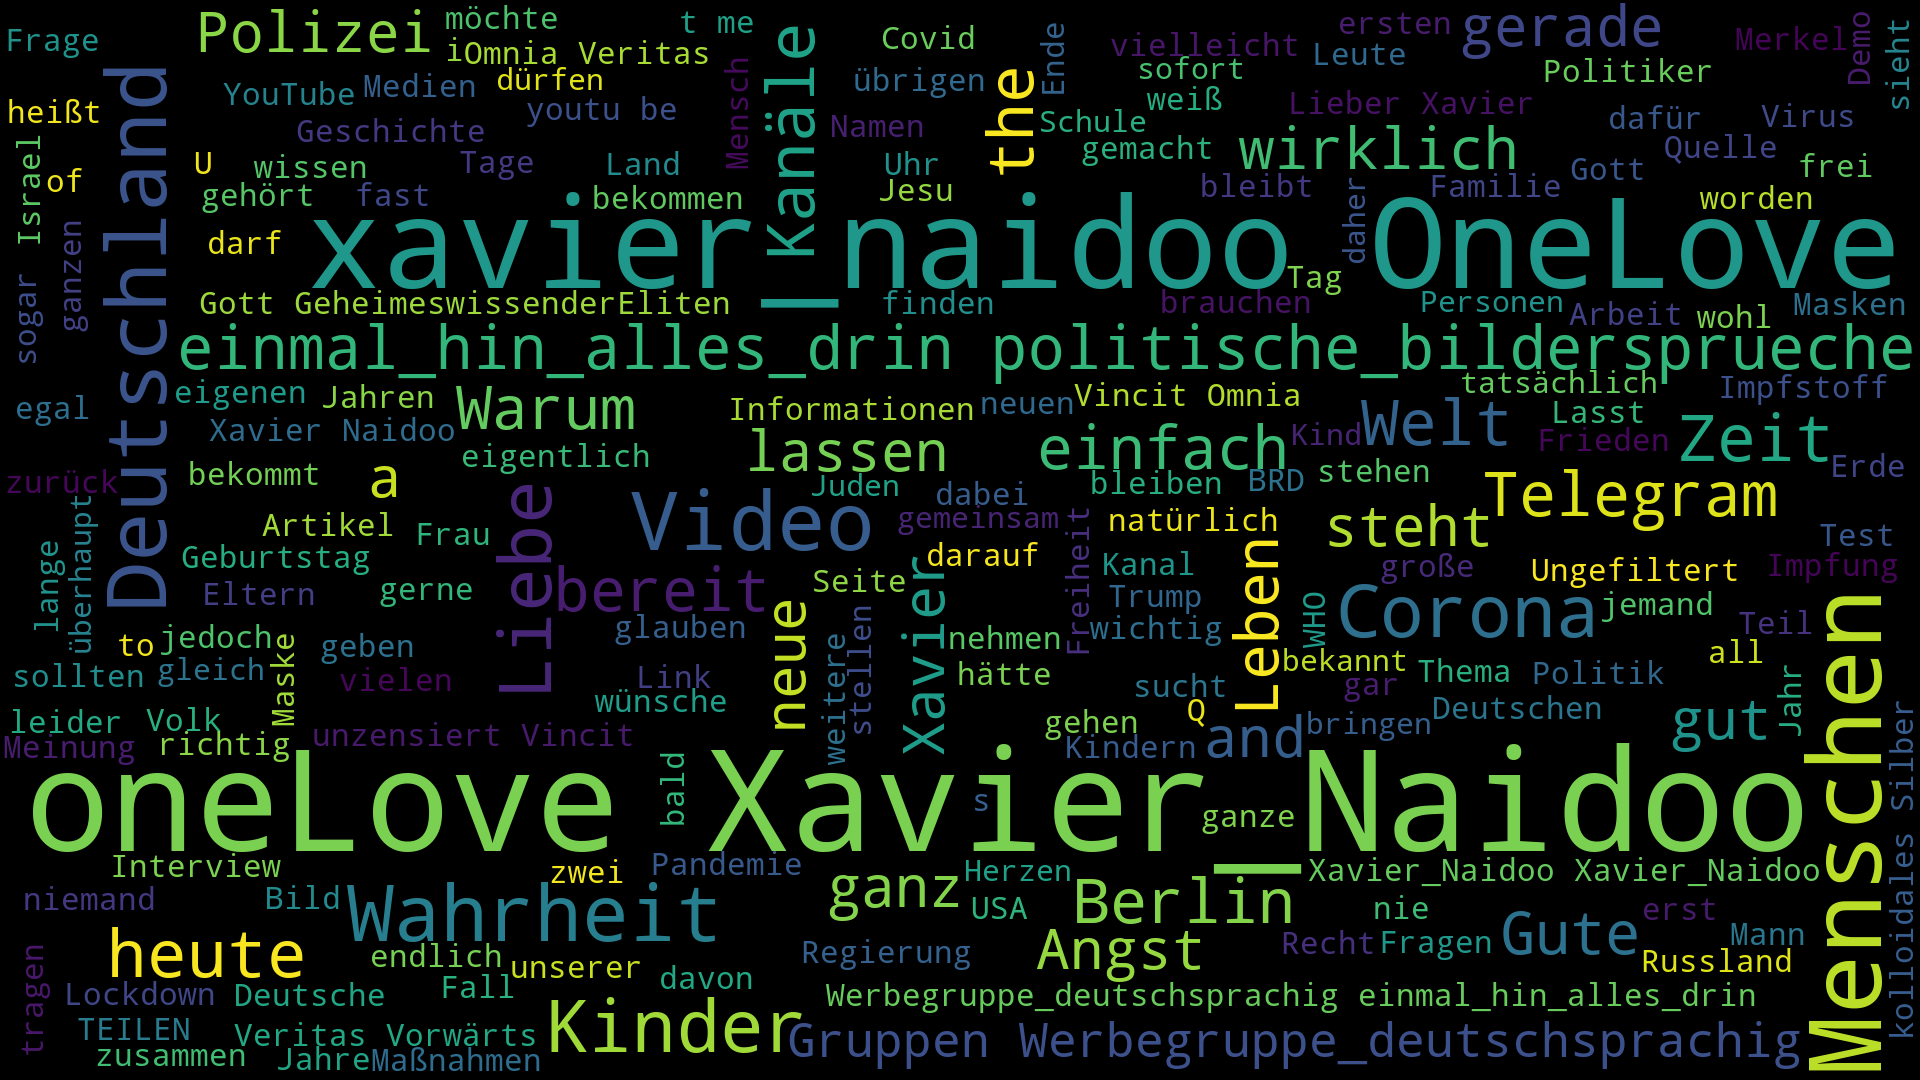 Frage
Polizei
möchte
iOmnia Veritas
t me
Covid
vielleicht
ersten
gerade
Merkel
Demo
sieht
Leute
sofort
Politiker
heißt
YouTube
Medien
dürfen
youtu be
Mensch
Kanäle
übrigen
the
Ende
weiß
Lieber Xavier
dafür
Virus
Geschichte
Namen
Schule
wirklich
Quelle
Israel
of
U
wissen
Tage
Land
Uhr
gemacht
Gott
frei
Deutschland
gehört
fast
bekommen
Jesu
bleibt
Familie
worden
sogar
ganzen
darf
xavier_naidoo OneLove
daher
Tag
Gott GeheimeswissenderEliten
finden
brauchen
Personen
Arbeit
wohl
Masken
einmal_hin_alles_drin politische_bildersprueche
egal
eigenen
Jahren
Warum
Informationen
neuen
Vincit Omnia
tatsächlich
Impfstoff
Xavier Naidoo
lassen
einfach
Kind
Welt
Lasst
Frieden
Zeit
zurück
bekommt
eigentlich
a
Juden
dabei
bleiben
BRD
stehen
Erde
überhaupt
Artikel
Frau
Liebe
Video
gemeinsam
Freiheit
natürlich
steht
Telegram
Test
lange
Geburtstag
Eltern
gerne
bereit
Seite
darauf
Xavier
Kanal
Leben
große
Ungefiltert
Impfung
Trump
wichtig
WHO
Corona
jemand
Teil
to
jedoch
geben
glauben
neue
weitere
stellen
nehmen
bekannt
Thema
Politik
all
sollten
gleich
Maske
vielen
Link
wünsche
hätte
sucht
Q
gar
Deutschen
Jahr
Menschen
leider
Volk
Meinung
richtig
unzensiert Vincit
gehen
Kindern
and
bringen
gut
kolloidales Silber
oneLove Xavier_Naidoo
bald
s
ganze
Interview
zwei
Pandemie
Herzen
Xavier_Naidoo Xavier_Naidoo
niemand
Bild
Wahrheit
ganz
USA
Berlin
nie
erst
tragen
heute
endlich
unserer
davon
Regierung
Angst
Recht
Fragen
Gute
Mann
Russland
Lockdown
Deutsche
Fall
Werbegruppe_deutschsprachig einmal_hin_alles_drin
TEILEN
Veritas Vorwärts
Kinder
Gruppen Werbegruppe_deutschsprachig
zusammen
Jahre
Maßnahmen